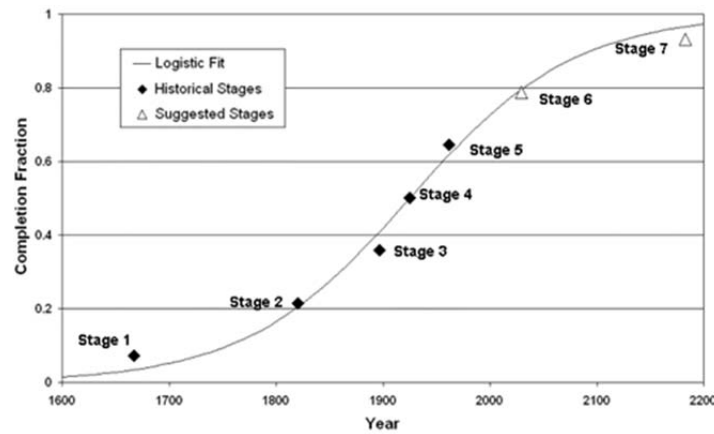 1
Logistic Fit
Historical Stages
Suggested Stages
Stage 7
0.8
Stage 6
0.6
Stage 5
Completion Fraction
Stage 4
0.4
Stage 3
Stage 2
0.2
Stage 1
0
1600 1700 1800 1900 2000 2100 2200
Year